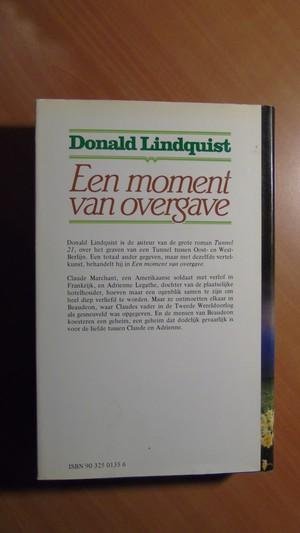 Donald Lindquist
Een moment
van overgave
Donald Lindquist is de auteur van de grote roman Tunnel
21, over het graven van een Tunnel tussen Oost- en West-
Berlijn. Een totaal ander gegeven, maar met dezelfde vertel-
kunst, behandelt hij in Een moment van overgave.
Claude Marchant, een Amerikaanse soldaat met verlof in
Frankrijk, en Adrienne Legathe, dochter van de plaatselijke
hotelhouder, hoeven maar een ogenblik samen te zijn om
heel diep verliefd te worden. Maar ze ontmoetten elkaar in
Beaudeon, waar Claudes vader in de Tweede Wereldoorlog
als gesneuveld was opgegeven. En de mensen van Beaudeon
koesteren een geheim, een geheim dat dodelijk gevaarlijk is
voor de liefde tussen Claude en Adrienne.
ISBN 90 325 0135 6